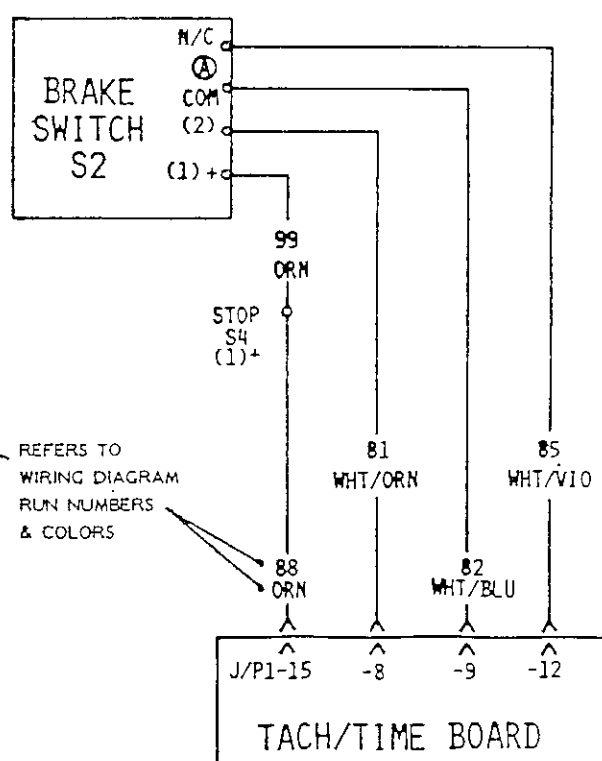 BRAKE
SWITCH
S2
N/C
Ⓐ
COM
(2)
(1)+
99
ORN
STOP
S4
(1)+
REFERS TO
WIRING DIAGRAM
RUN NUMBERS
& COLORS
88
ORN
81
WHT/ORN
82
WHT/BLU
85
WHT/VIO
J/P1-15
-8
-9
-12
TACH/TIME BOARD